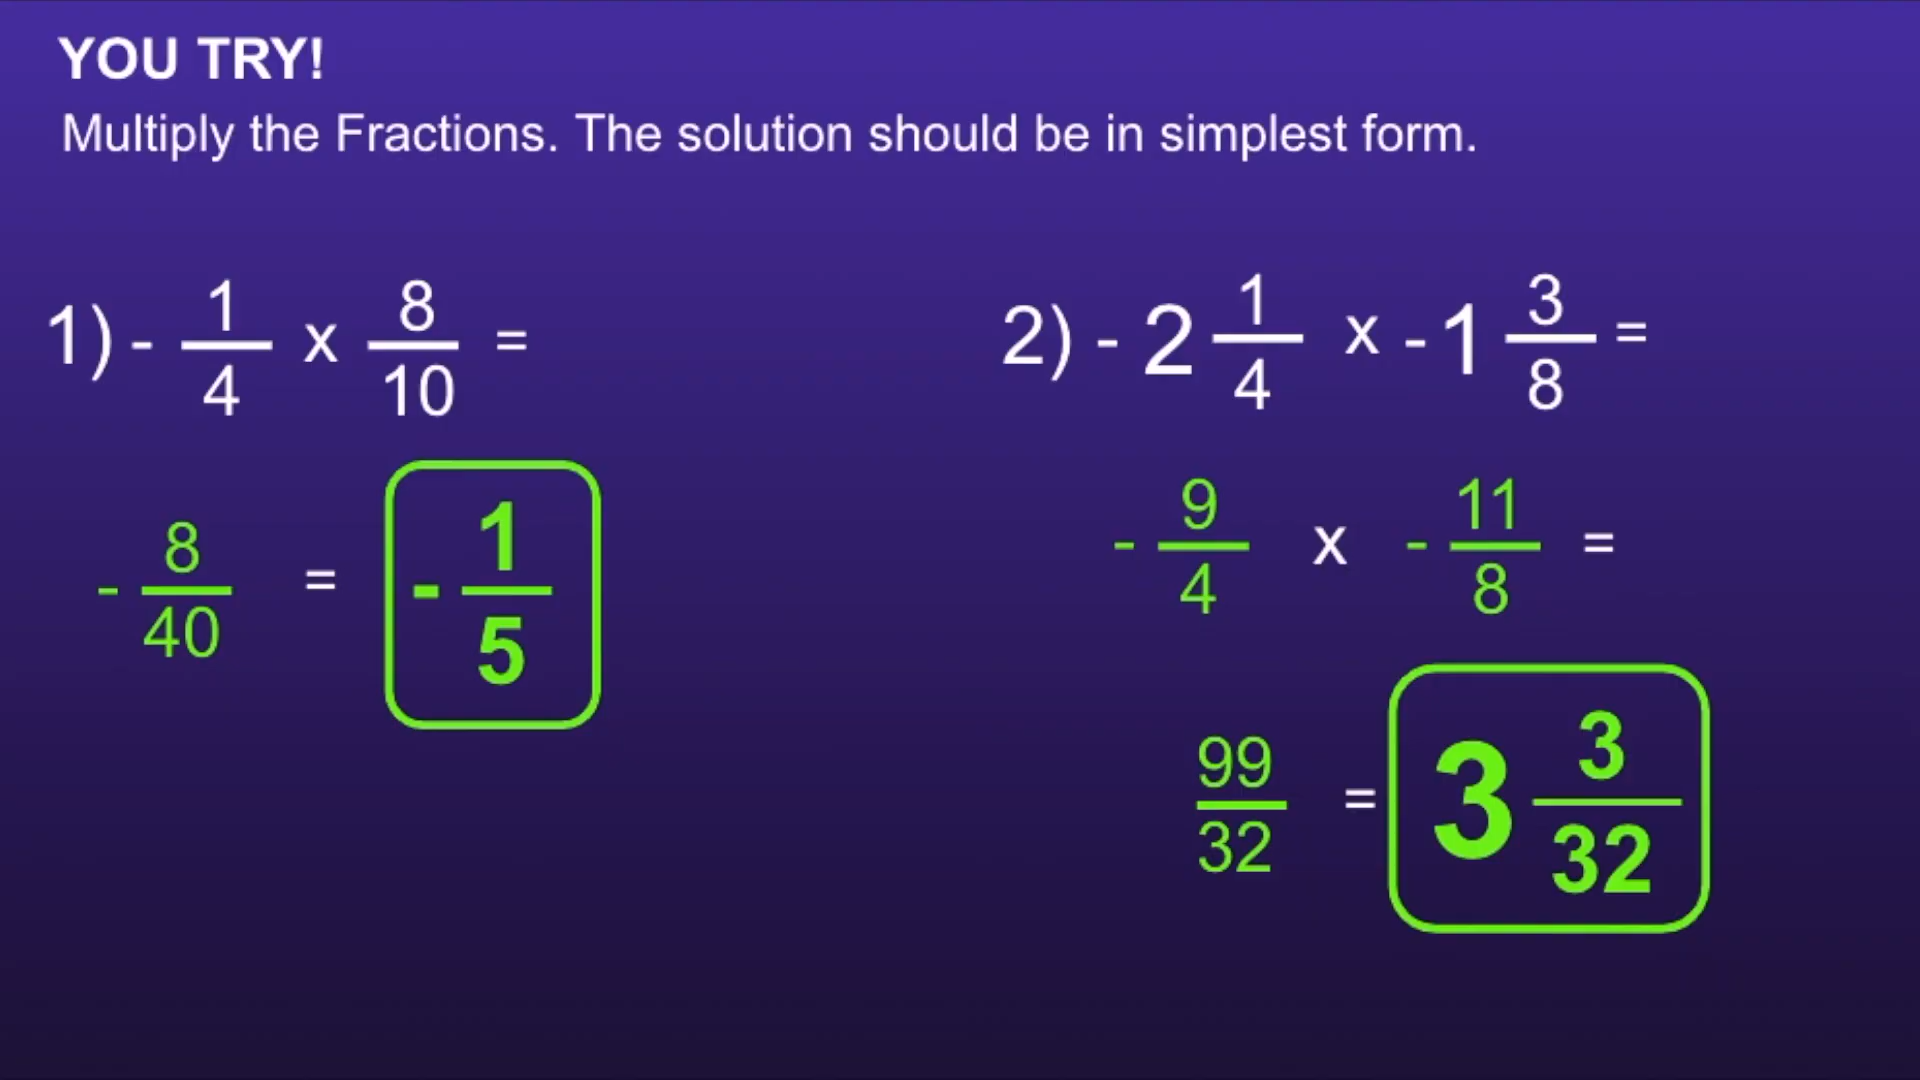 YOU TRY!
Multiply the Fractions. The solution should be in simplest form.
1) - 1/4 x 8/10 =
- 8/40 = - 1/5
2) - 2 1/4 x - 1 3/8 =
- 9/4 x - 11/8 =
99/32 = 3 3/32